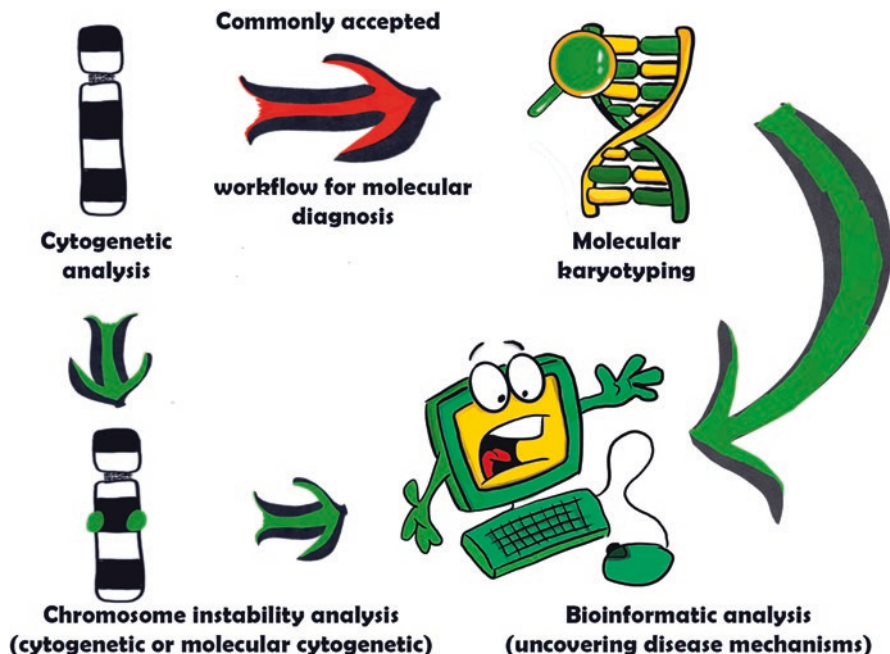 Commonly accepted
workflow for molecular
diagnosis
Cytogenetic
analysis
Molecular
karyotyping
Chromosome instability analysis
(cytogenetic or molecular cytogenetic)
Bioinformatic analysis
(uncovering disease mechanisms)